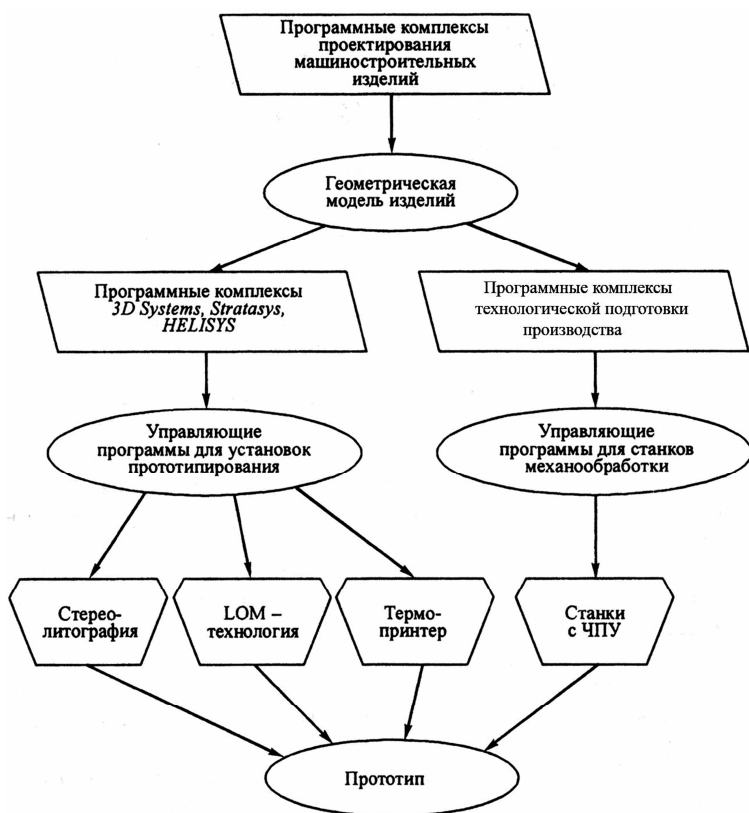 Программные комплексы
проектирования
машиностроительных
изделий
Геометрическая
модель изделий
Программные комплексы
3D Systems, Stratasys,
HELISYS
Программные комплексы
технологической подготовки
производства
Управляющие
программы для установок
прототипирования
Управляющие
программы для станков
механообработки
Стерео-
литография
LOM –
технология
Термо-
принтер
Станки
с ЧПУ
Прототип